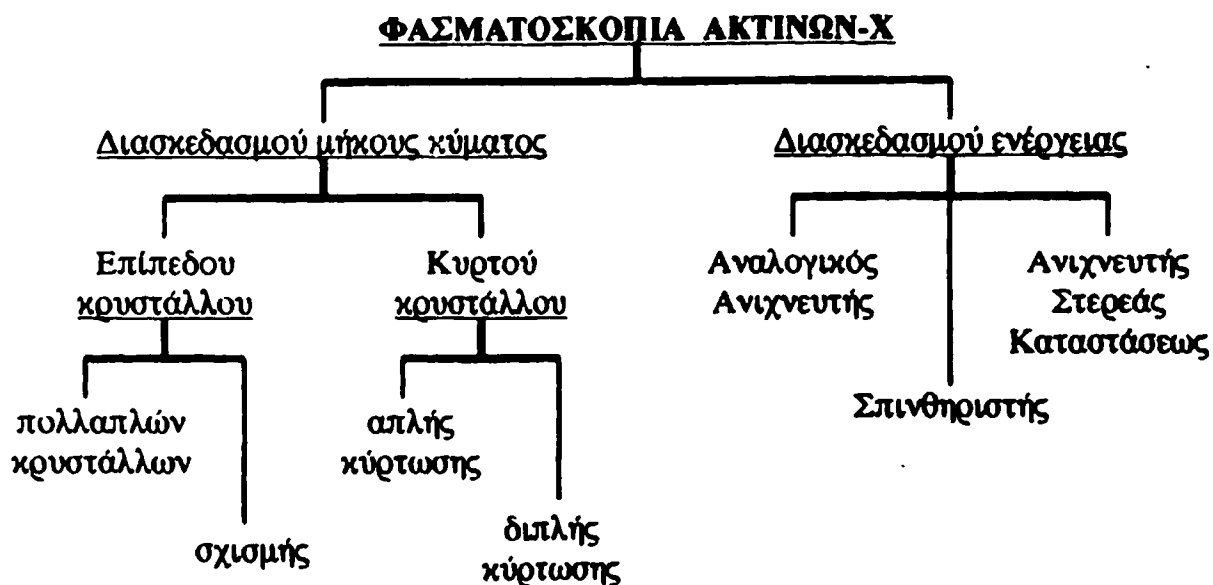 ΦΑΣΜΑΤΟΣΚΟΠΙΑ ΑΚΤΙΝΩΝ-Χ
Διασκεδασμού μήκους κύματος
Διασκεδασμού ενέργειας
Επίπεδου
κρυστάλλου
Κυρτού
κρυστάλλου
Αναλογικός
Ανιχνευτής
Ανιχνευτής
Στερεάς
Καταστάσεως
Σπινθηριστής
πολλαπλών
κρυστάλλων
σχισμής
απλής
κύρτωσης
διπλής
κύρτωσης